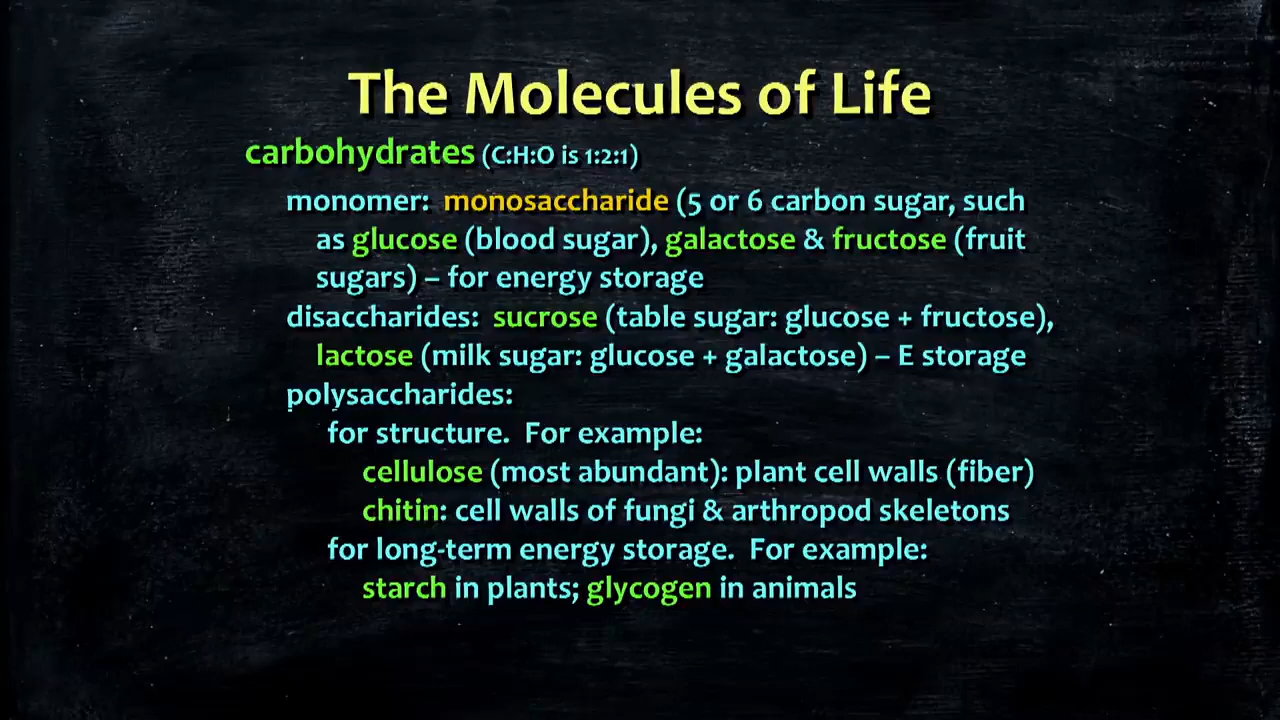 The Molecules of Life
carbohydrates (C:H:O is 1:2:1)
monomer: monosaccharide (5 or 6 carbon sugar, such
as glucose (blood sugar), galactose & fructose (fruit
sugars) – for energy storage
disaccharides: sucrose (table sugar: glucose + fructose),
lactose (milk sugar: glucose + galactose) – E storage
polysaccharides:
for structure. For example:
cellulose (most abundant): plant cell walls (fiber)
chitin: cell walls of fungi & arthropod skeletons
for long-term energy storage. For example:
starch in plants; glycogen in animals